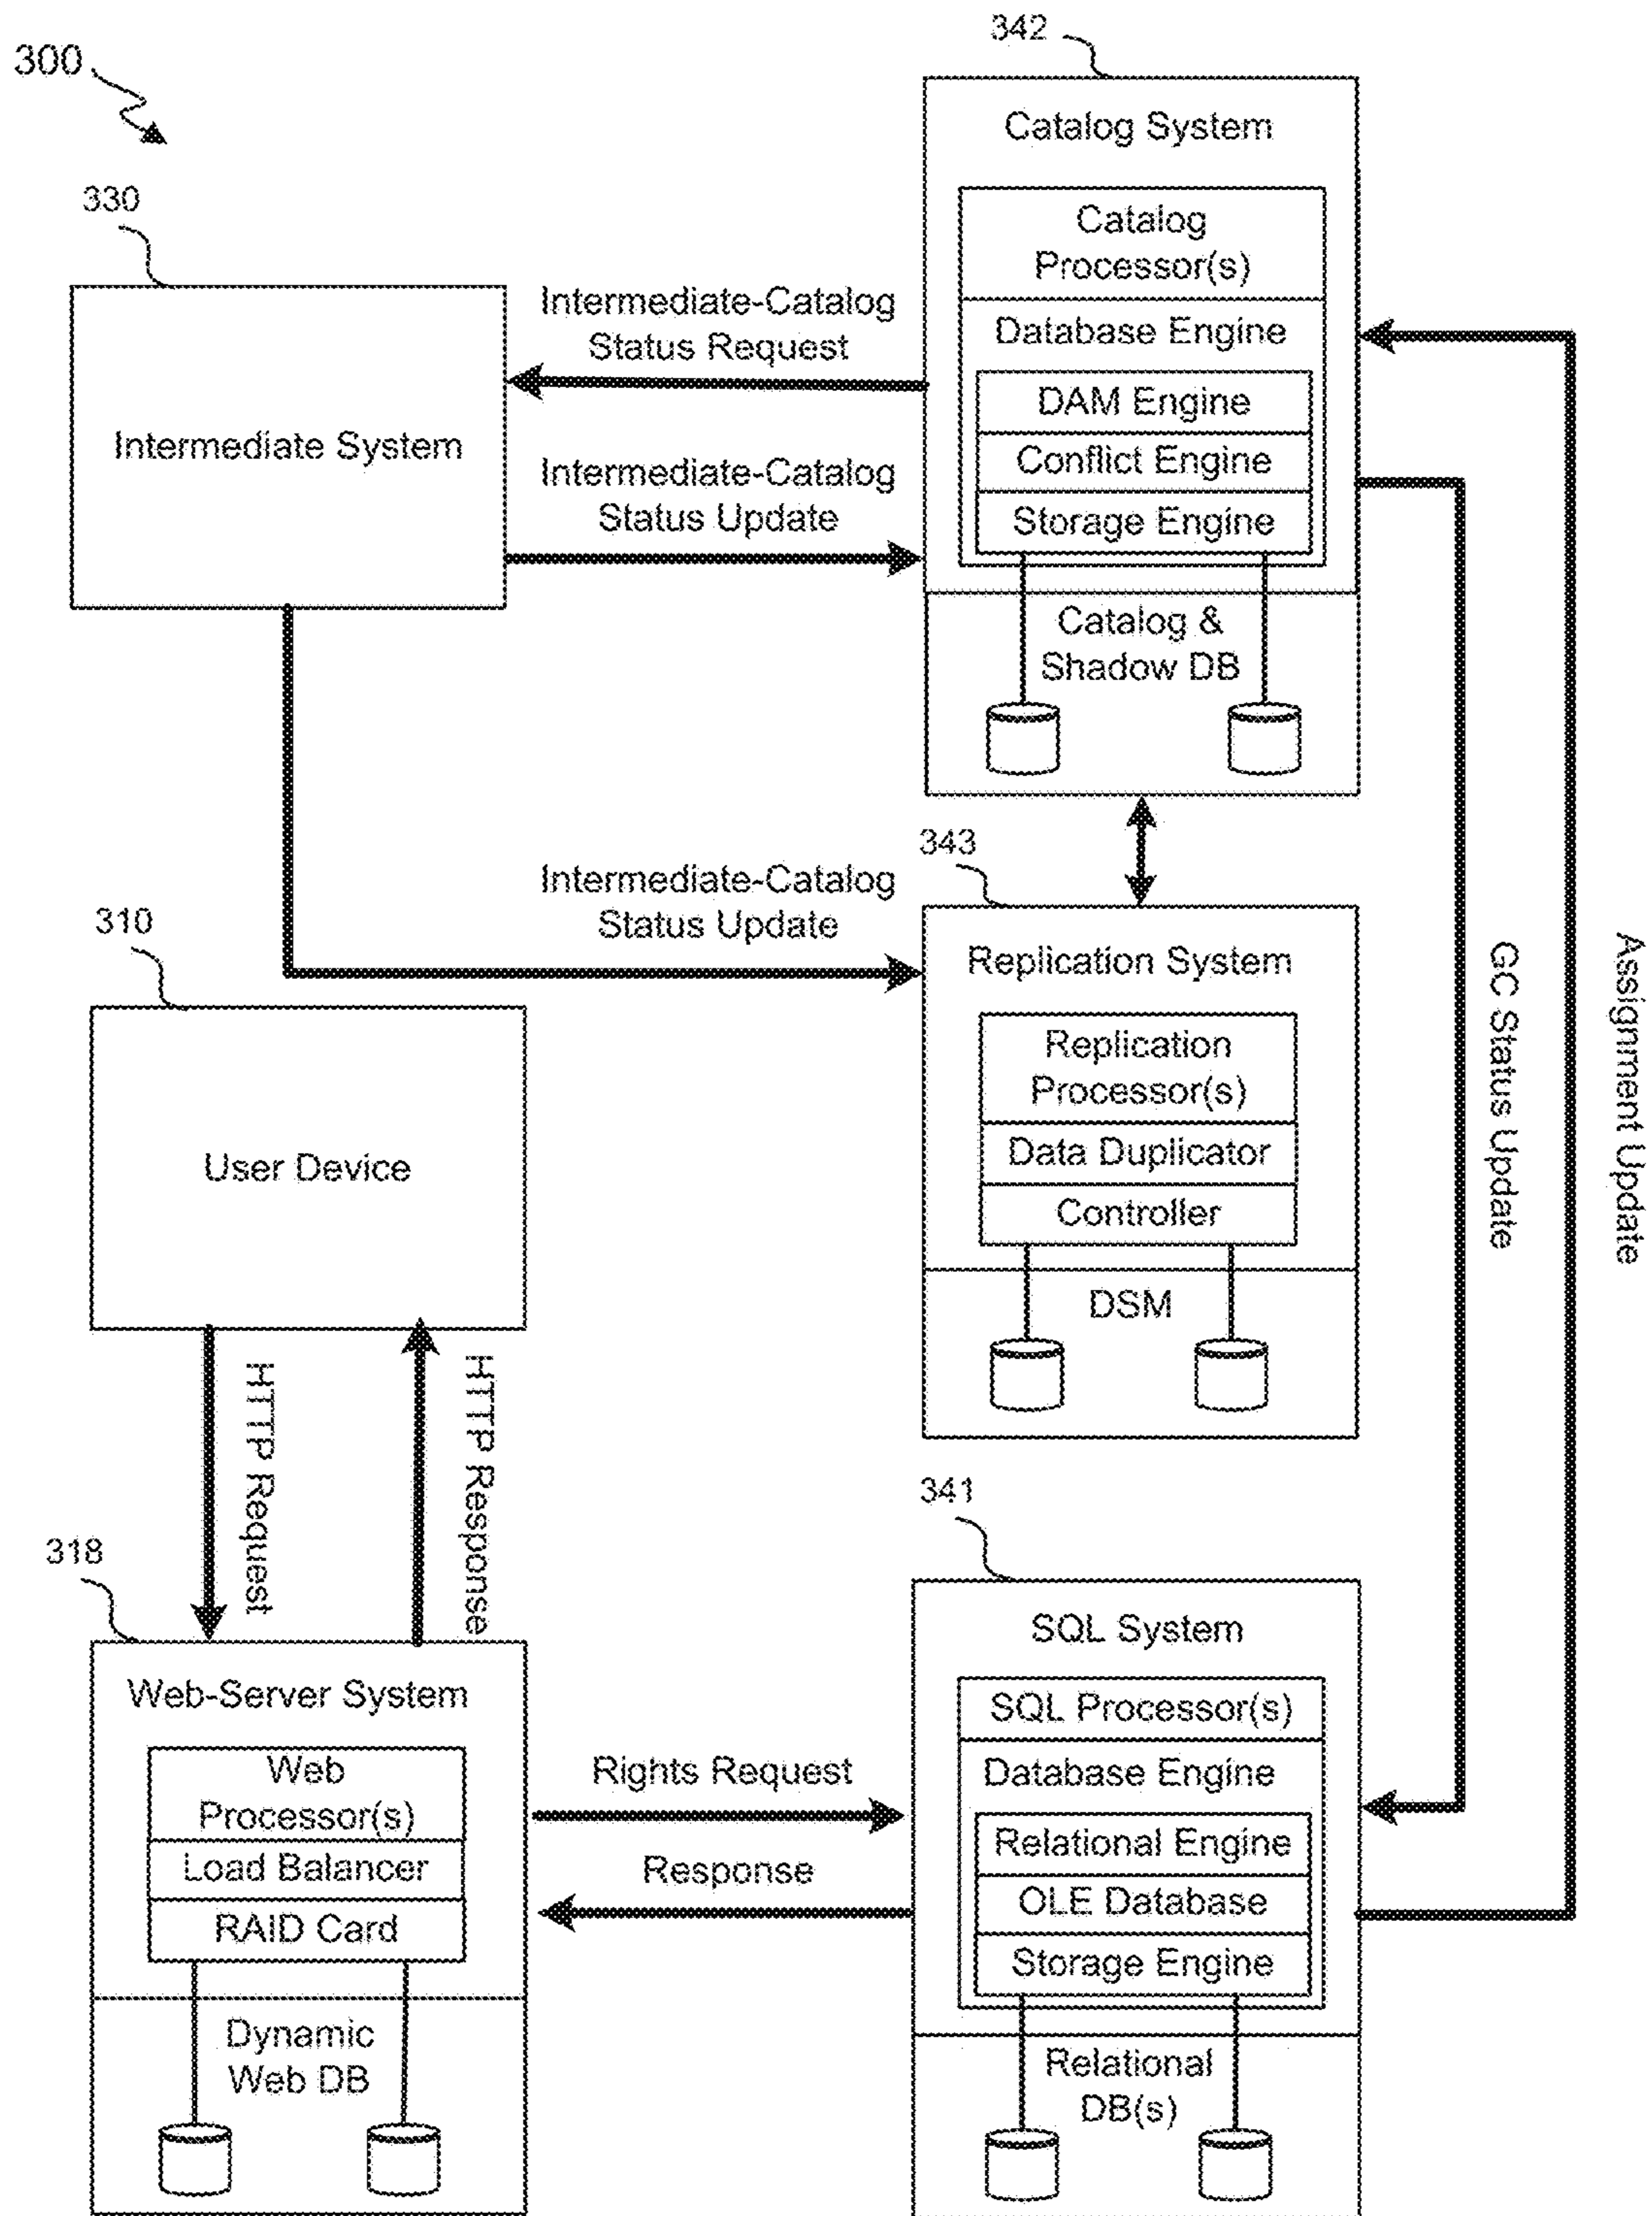 300
342
Catalog System
Catalog
Processor(s)
Database Engine
DAM Engine
Conflict Engine
Storage Engine
Catalog &
Shadow DB
330
Intermediate System
Intermediate-Catalog
Status Request
Intermediate-Catalog
Status Update
Intermediate-Catalog
Status Update
343
Replication System
Replication
Processor(s)
Data Duplicator
Controller
DSM
GC Status Update
Assignment Update
310
User Device
HTTP Request
HTTP Response
318
Web-Server System
Web
Processor(s)
Load Balancer
RAID Card
Dynamic
Web DB
Rights Request
Response
341
SQL System
SQL Processor(s)
Database Engine
Relational Engine
OLE Database
Storage Engine
Relational
DB(s)